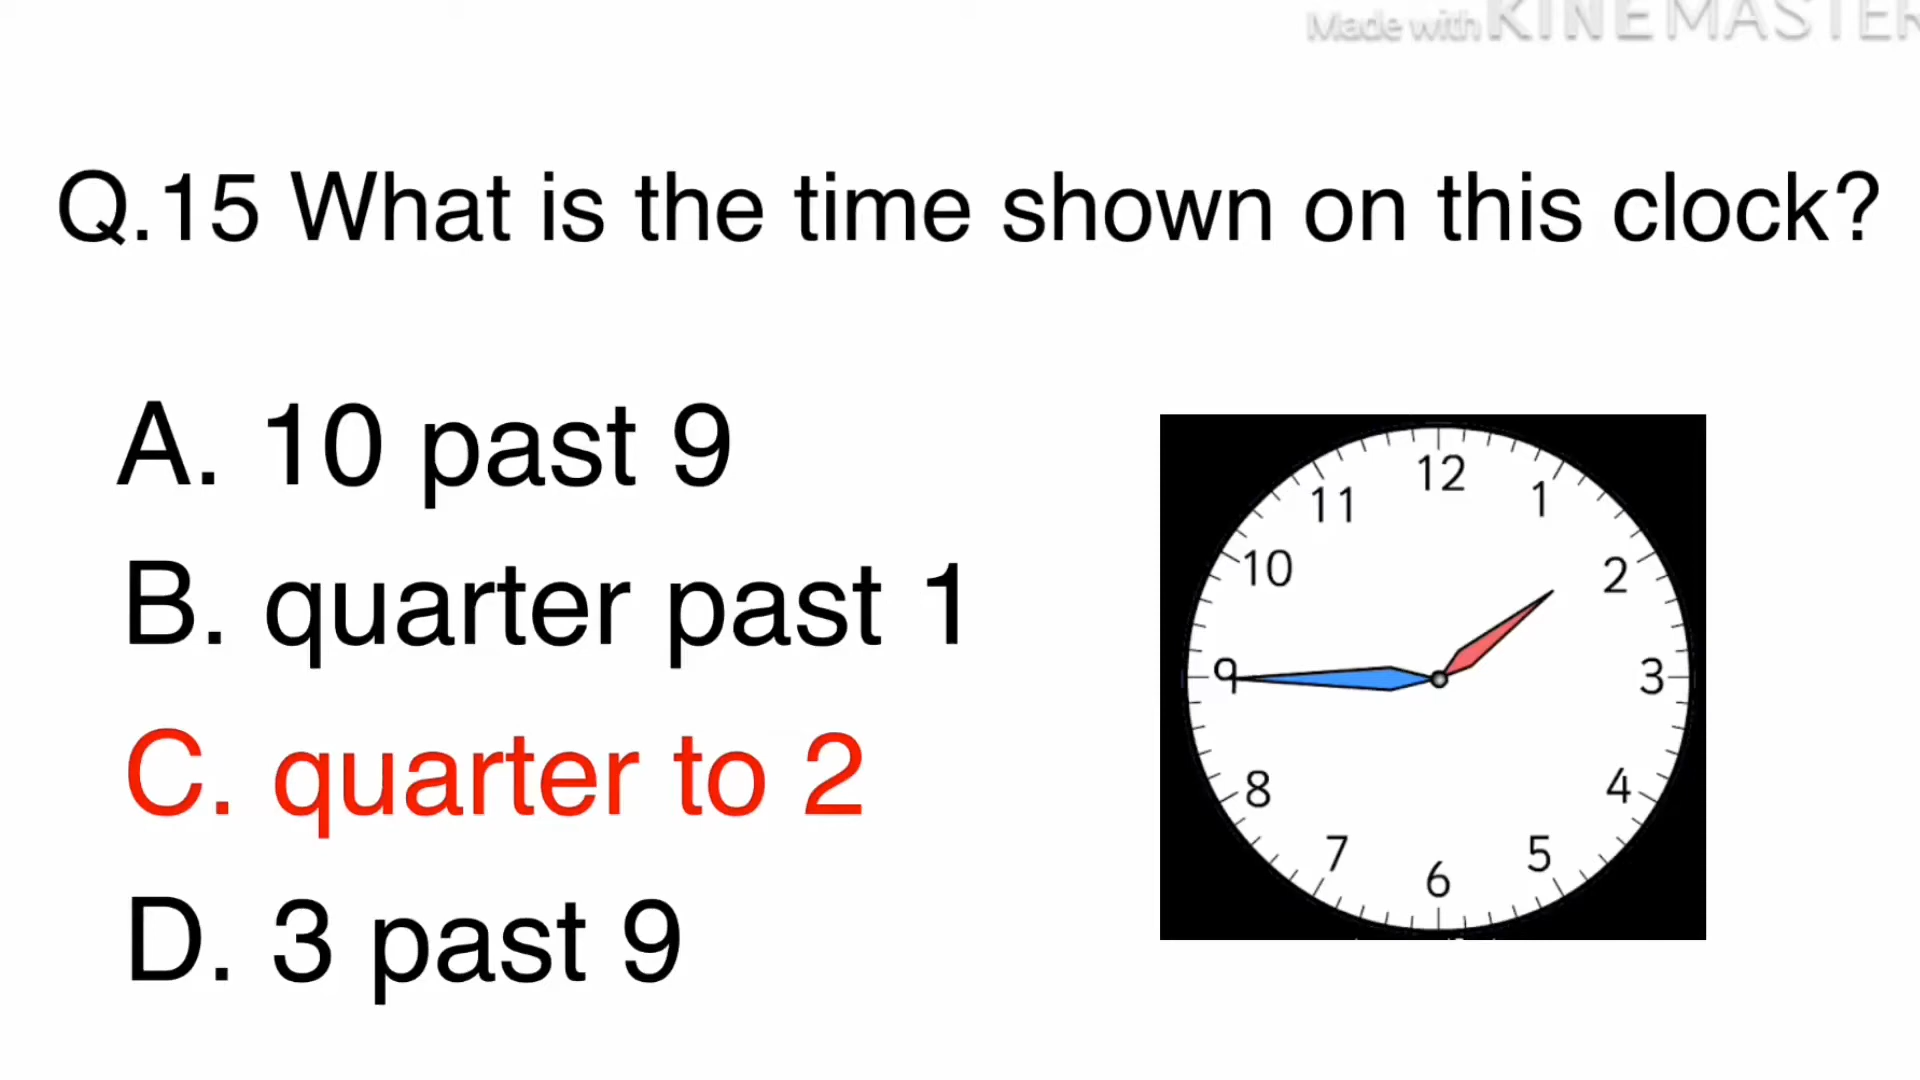 Made with KINEMASTER
Q.15 What is the time shown on this clock?
A. 10 past 9
B. quarter past 1
C. quarter to 2
D. 3 past 9
12
11
1
10
2
9
3
8
4
7
5
6